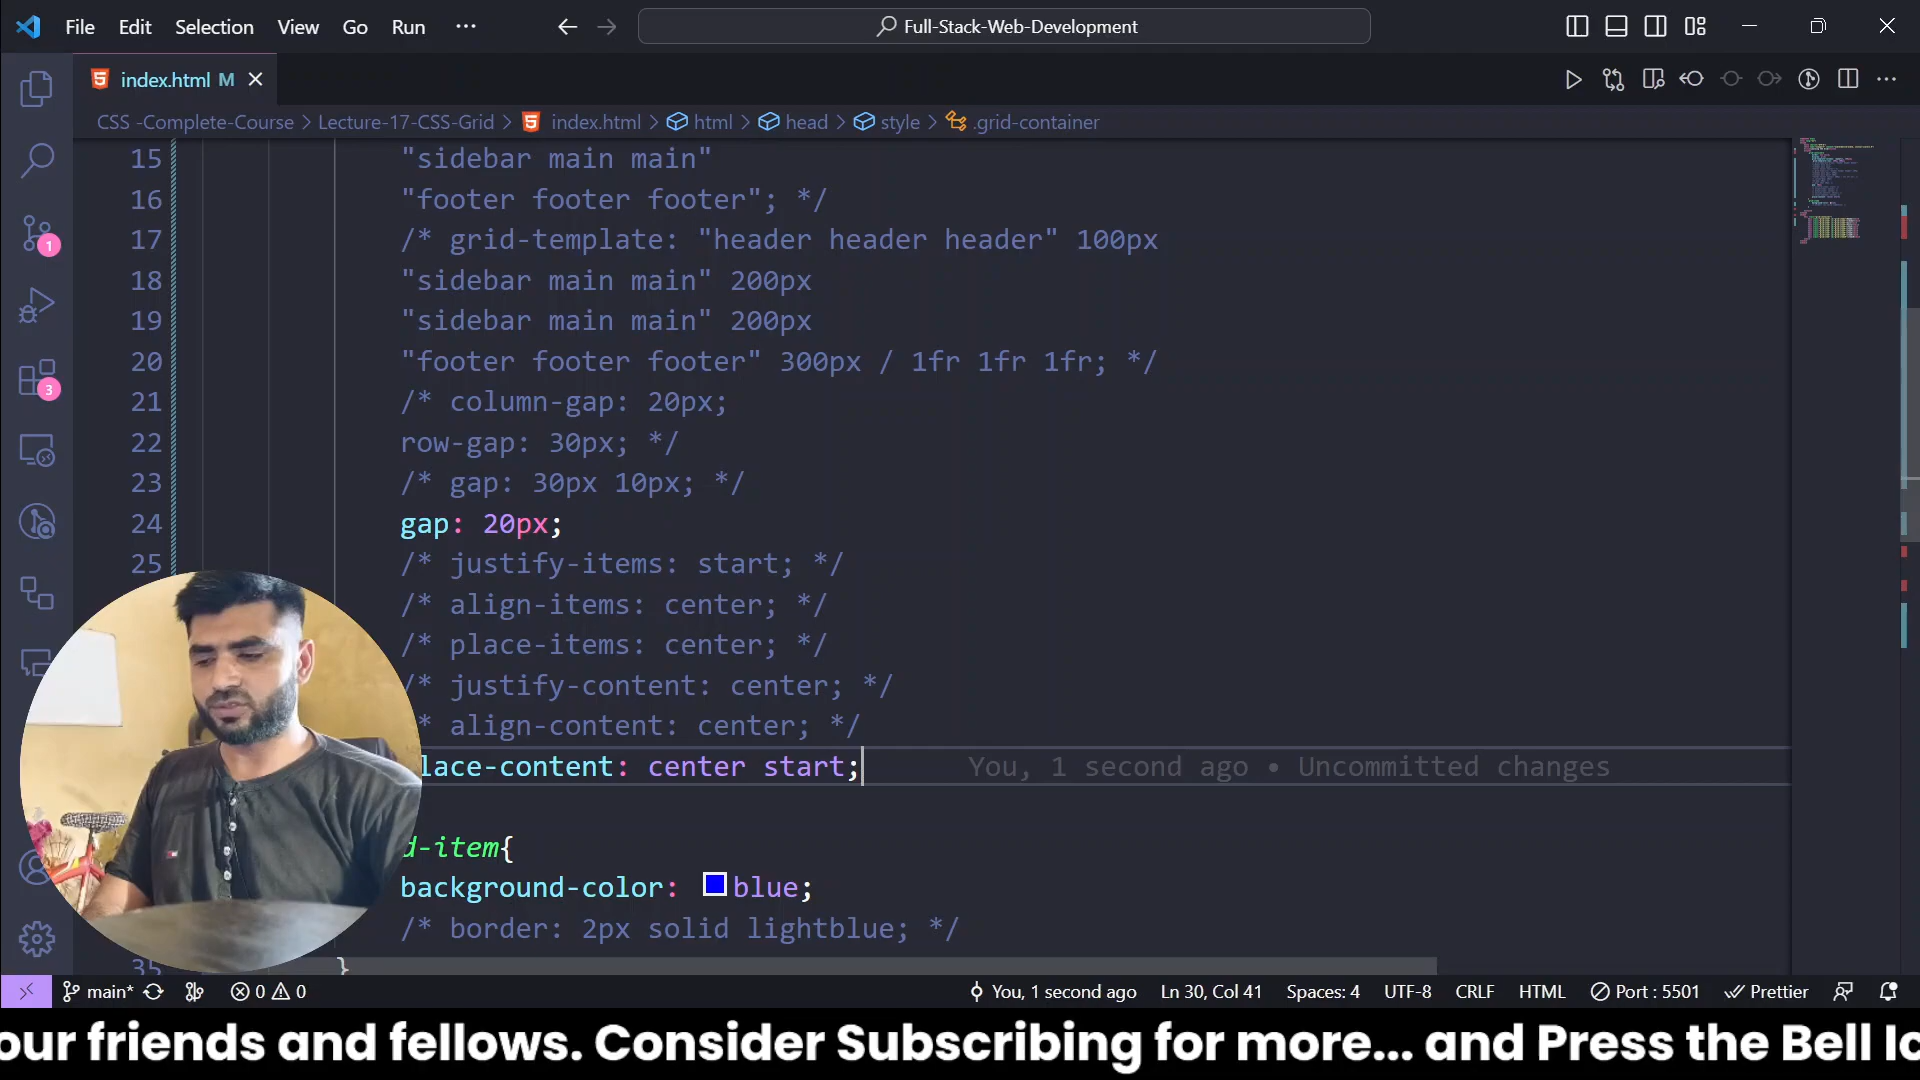 File Edit Selection View Go Run ···
Full-Stack-Web-Development
index.html M
CSS -Complete-Course > Lecture-17-CSS-Grid > index.html > html > head > style > .grid-container
15 "sidebar main main"
16 "footer footer footer"; */
17 /* grid-template: "header header header" 100px
18 "sidebar main main" 200px
19 "sidebar main main" 200px
20 "footer footer footer" 300px / 1fr 1fr 1fr; */
21 /* column-gap: 20px;
22 row-gap: 30px; */
23 /* gap: 30px 10px; */
24 gap: 20px;
25 /* justify-items: start; */
/* align-items: center; */
/* place-items: center; */
/* justify-content: center; */
* align-content: center; */
lace-content: center start; You, 1 second ago • Uncommitted changes
d-item{
background-color: blue;
/* border: 2px solid lightblue; */
35 }
1
3
main* 0 0 You, 1 second ago Ln 30, Col 41 Spaces: 4 UTF-8 CRLF HTML Port : 5501 Prettier
our friends and fellows. Consider Subscribing for more... and Press the Bell Ic